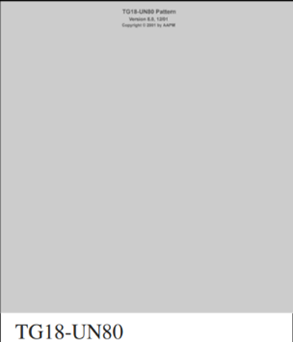 TG18-UN80 Pattern
Version 8.0, 12/01
Copyright © 2001 by AAPM
TG18-UN80